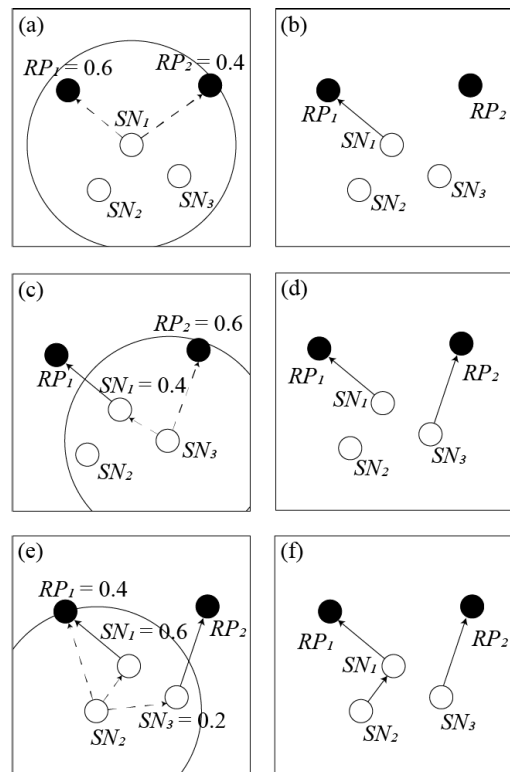 (a)
RP₁ = 0.6
RP₂ = 0.4
SN₁
SN₂
SN₃
(b)
RP₁
RP₂
SN₁
SN₂
SN₃
(c)
RP₂ = 0.6
RP₁
SN₁ = 0.4
SN₂
SN₃
(d)
RP₁
RP₂
SN₁
SN₂
SN₃
(e)
RP₁ = 0.4
SN₁ = 0.6
RP₂
SN₃ = 0.2
SN₂
(f)
RP₁
RP₂
SN₁
SN₂
SN₃